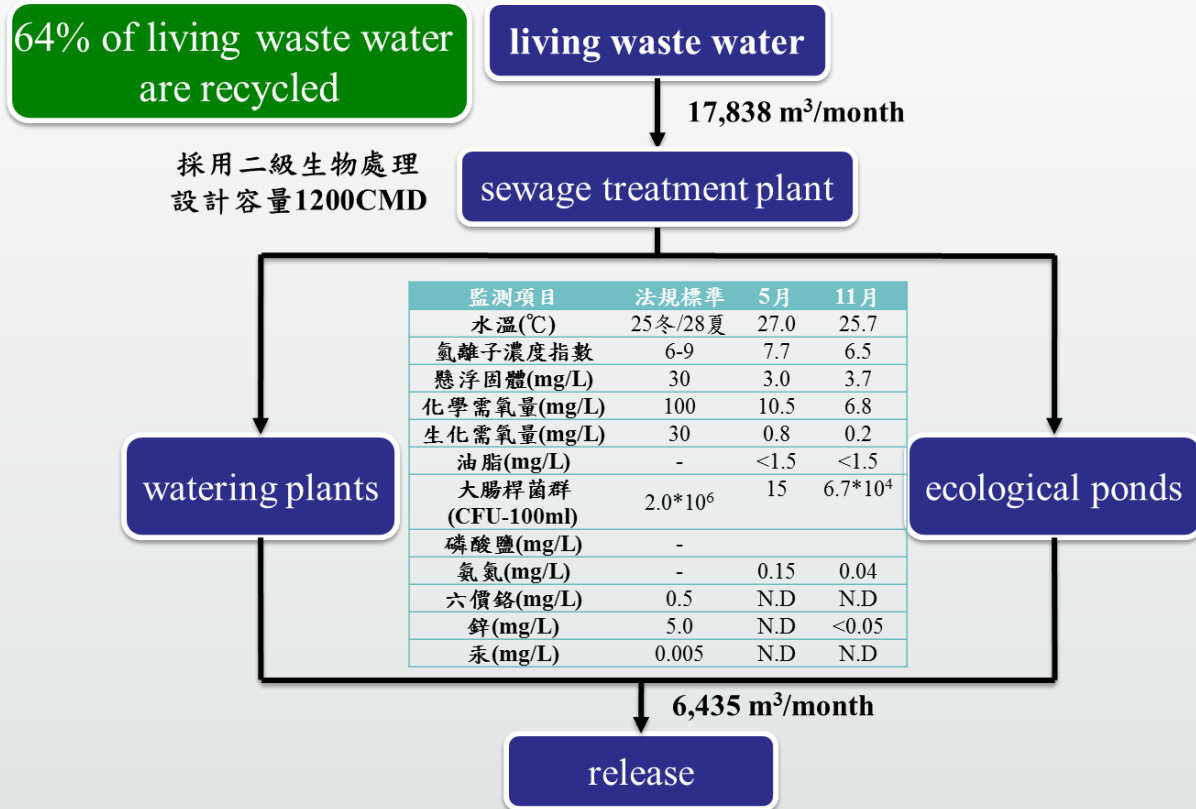 64% of living waste water
are recycled
living waste water
17,838 m³/month
採用二級生物處理
設計容量1200CMD
sewage treatment plant
監測項目 法規標準 5月 11月
水溫(℃) 25冬/28夏 27.0 25.7
氫離子濃度指數 6-9 7.7 6.5
懸浮固體(mg/L) 30 3.0 3.7
化學需氧量(mg/L) 100 10.5 6.8
生化需氧量(mg/L) 30 0.8 0.2
油脂(mg/L) - <1.5 <1.5
大腸桿菌群
(CFU-100ml) 2.0*10⁶ 15 6.7*10⁴
磷酸鹽(mg/L) -
氨氮(mg/L) - 0.15 0.04
六價鉻(mg/L) 0.5 N.D N.D
鋅(mg/L) 5.0 N.D <0.05
汞(mg/L) 0.005 N.D N.D
watering plants
ecological ponds
6,435 m³/month
release